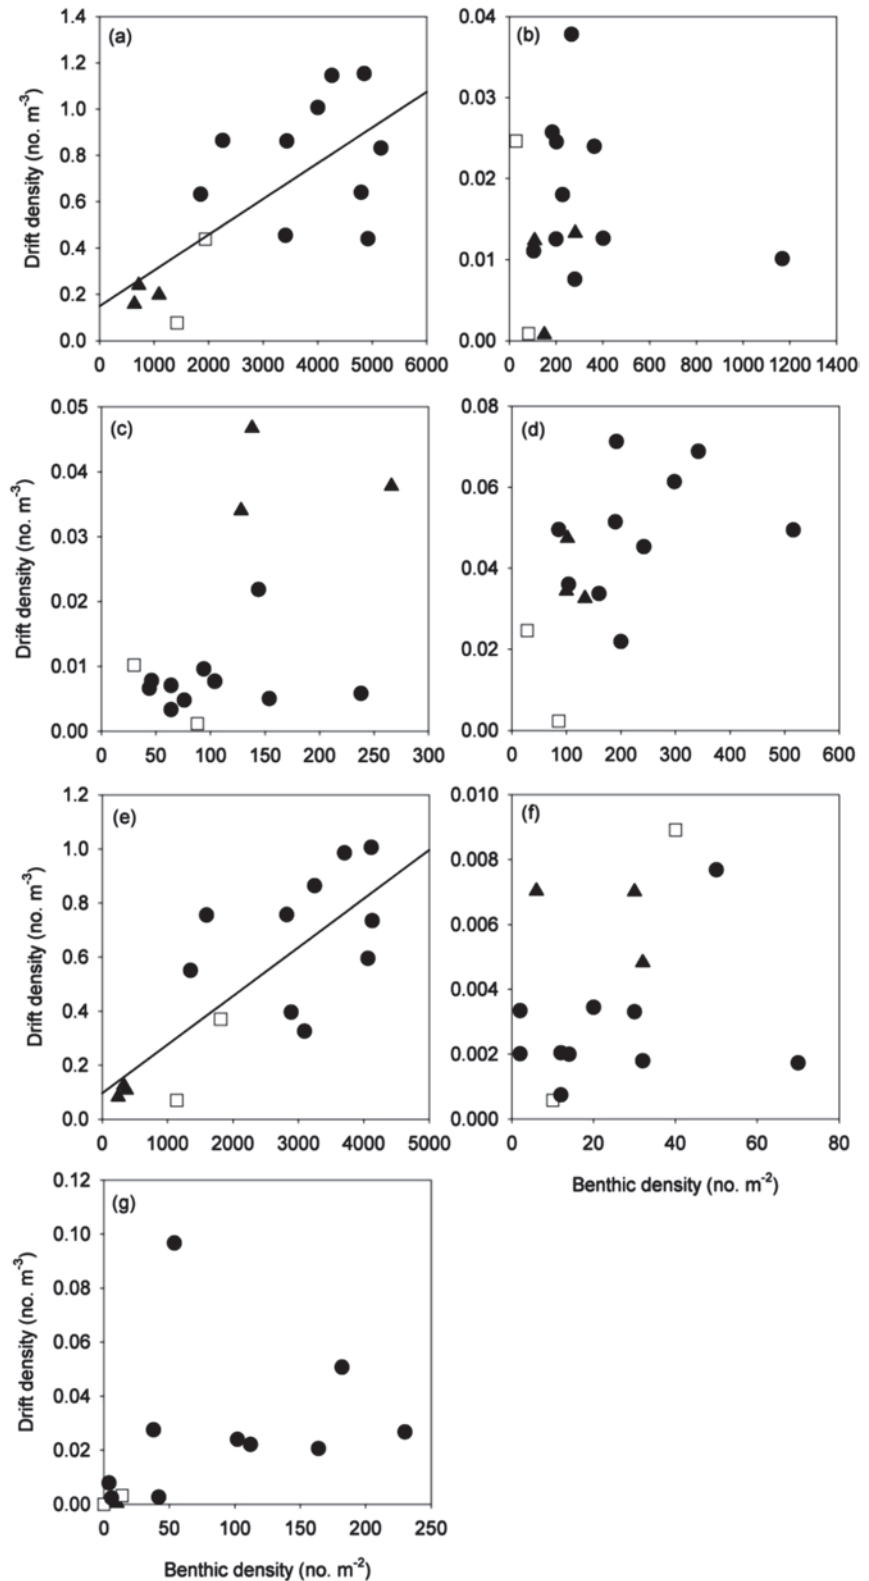 (a)
1.4
1.2
1.0
0.8
0.6
0.4
0.2
0.0
Drift density (no. m-3)
0 1000 2000 3000 4000 5000 6000
(b)
0.04
0.03
0.02
0.01
0.00
0 200 400 600 800 1000 1200 1400
(c)
0.05
0.04
0.03
0.02
0.01
0.00
Drift density (no. m-3)
0 50 100 150 200 250 300
(d)
0.08
0.06
0.04
0.02
0.00
0 100 200 300 400 500 600
(e)
1.2
1.0
0.8
0.6
0.4
0.2
0.0
Drift density (no. m-3)
0 1000 2000 3000 4000 5000
(f)
0.010
0.008
0.006
0.004
0.002
0.000
0 20 40 60 80
Benthic density (no. m-2)
(g)
0.12
0.10
0.08
0.06
0.04
0.02
0.00
Drift density (no. m-3)
0 50 100 150 200 250
Benthic density (no. m-2)